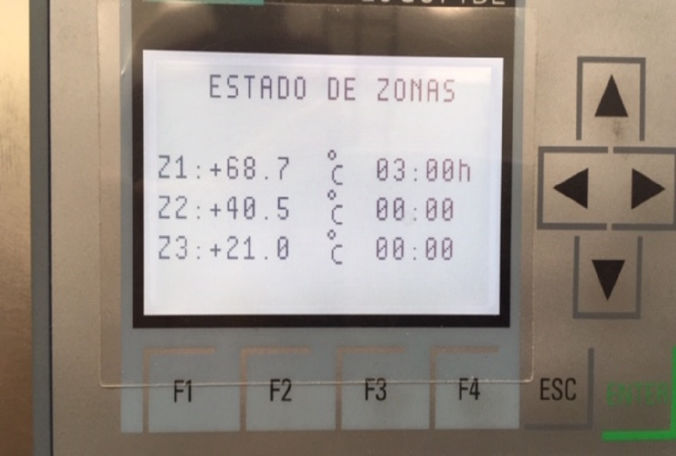 ESTADO DE ZONAS
Z1:+68.7 °C 03:00h
Z2:+40.5 °C 00:00
Z3:+21.0 °C 00:00
F1 F2 F3 F4 ESC ENTER